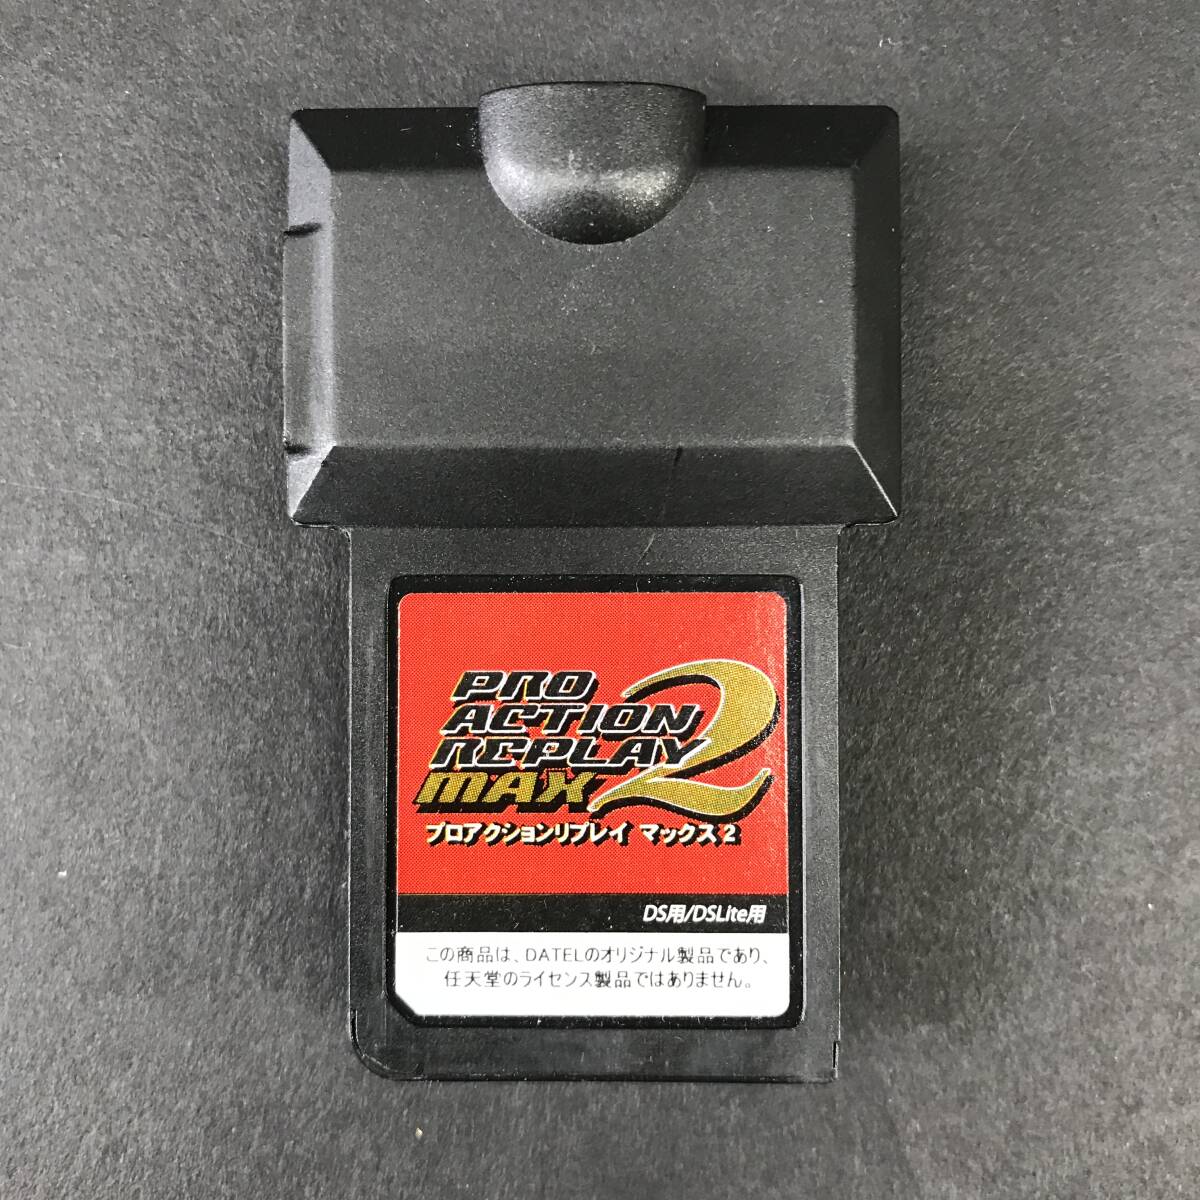 PRO
ACTION
REPLAY
MAX 2
プロアクションリプレイ マックス2
DS用/DSLite用
この商品は、DATELのオリジナル製品であり、
任天堂のライセンス製品ではありません。